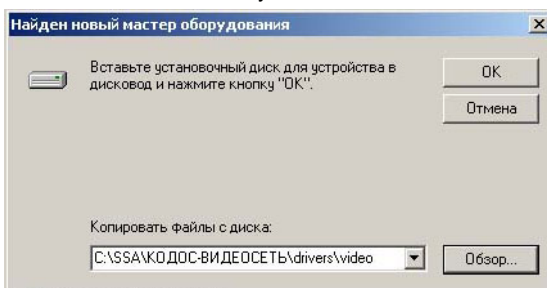 Найден новый мастер оборудования
Вставьте установочный диск для устройства в
дисковод и нажмите кнопку "ОК".
ОК
Отмена
Копировать файлы с диска:
C:\SSA\КОДОС-ВИДЕОСЕТЬ\drivers\video
Обзор...